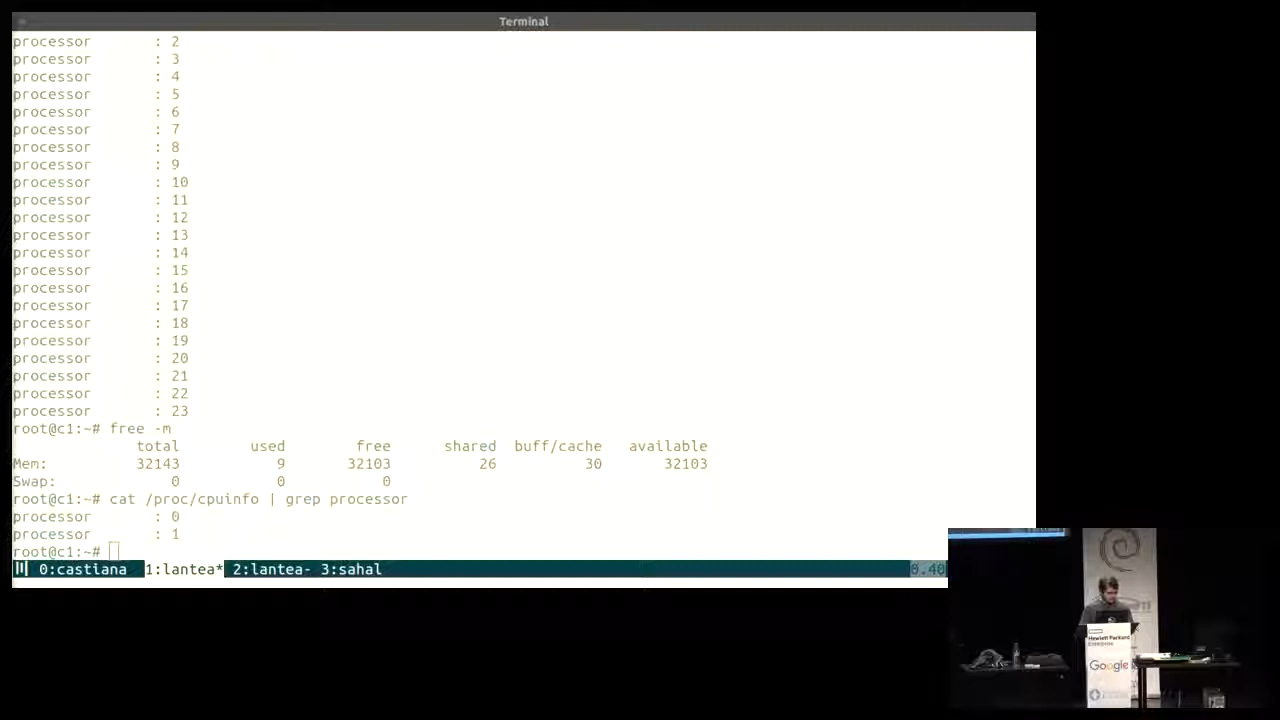 Terminal
processor : 2
processor : 3
processor : 4
processor : 5
processor : 6
processor : 7
processor : 8
processor : 9
processor : 10
processor : 11
processor : 12
processor : 13
processor : 14
processor : 15
processor : 16
processor : 17
processor : 18
processor : 19
processor : 20
processor : 21
processor : 22
processor : 23
root@c1:~# free -m
total used free shared buff/cache available
Mem: 32143 9 32103 26 30 32103
Swap: 0 0 0
root@c1:~# cat /proc/cpuinfo | grep processor
processor : 0
processor : 1
root@c1:~#
0:castiana 1:lantea* 2:lantea- 3:sahal 0.40
Hewlett Packard
Enterprise
Google